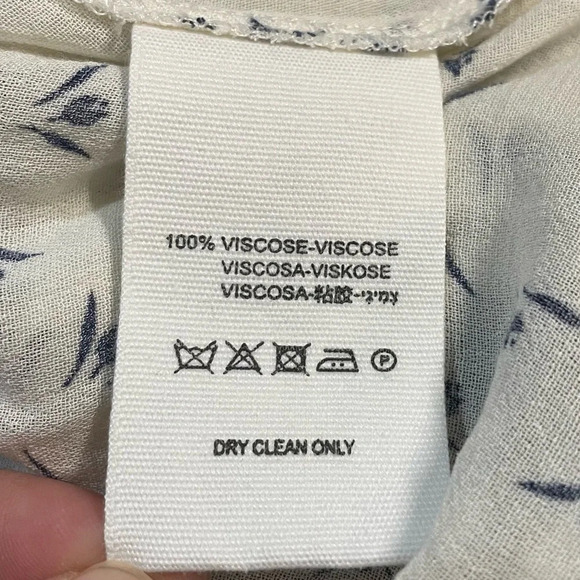 100% VISCOSE-VISCOSE
VISCOSA-VISKOSE
VISCOSA-粘胶-
P
DRY CLEAN ONLY